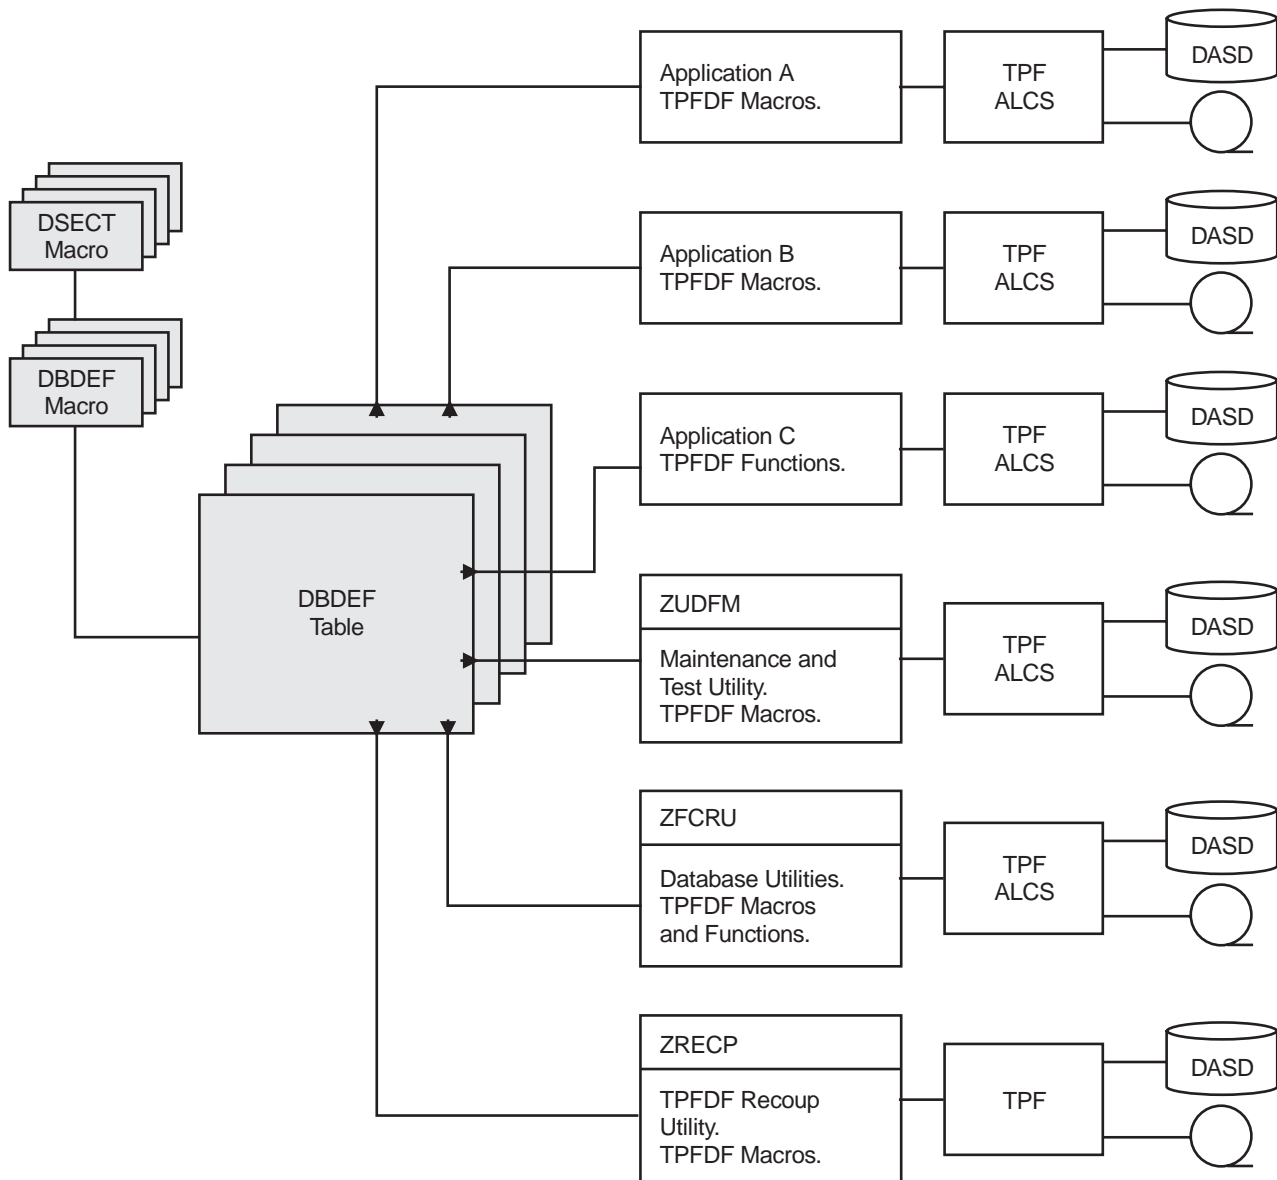 Application A
TPFDF Macros.
TPF
ALCS
DASD
DSECT
Macro
DBDEF
Macro
Application B
TPFDF Macros.
TPF
ALCS
DASD
Application C
TPFDF Functions.
TPF
ALCS
DASD
DBDEF
Table
ZUDFM
Maintenance and
Test Utility.
TPFDF Macros.
TPF
ALCS
DASD
ZFCRU
Database Utilities.
TPFDF Macros
and Functions.
TPF
ALCS
DASD
ZRECP
TPFDF Recoup
Utility.
TPFDF Macros.
TPF
DASD